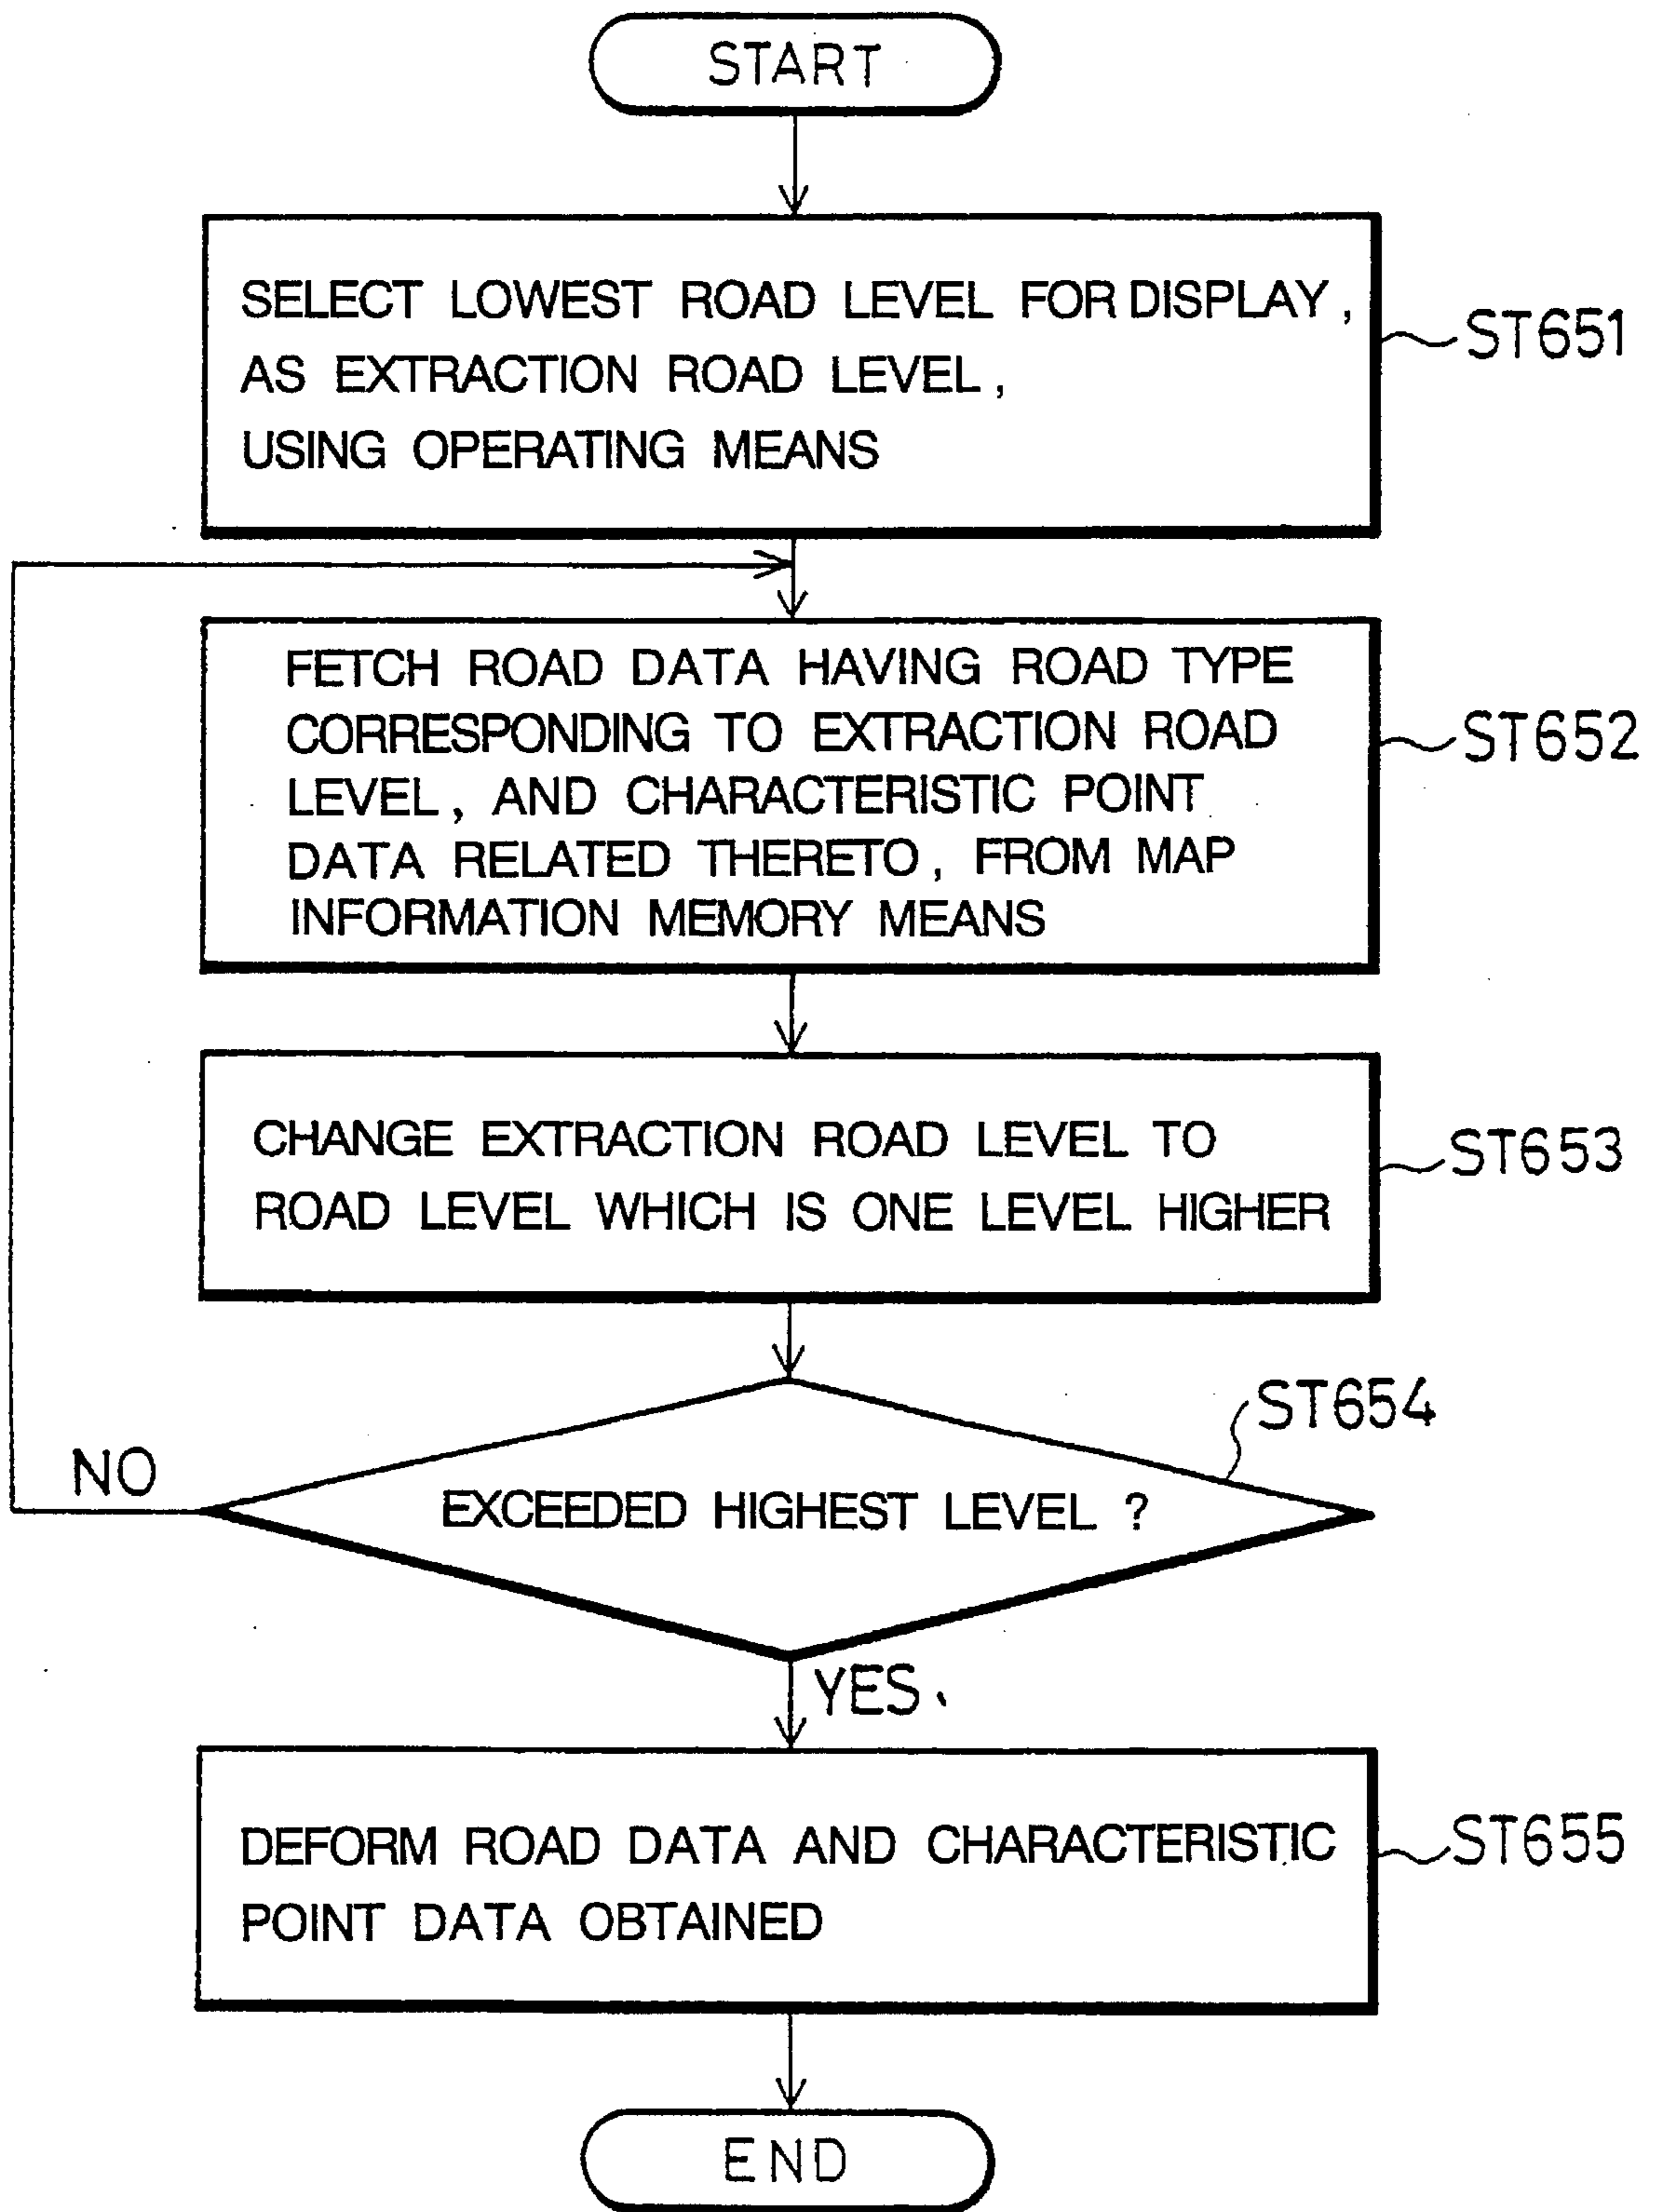 START
SELECT LOWEST ROAD LEVEL FOR DISPLAY,
AS EXTRACTION ROAD LEVEL,
USING OPERATING MEANS
ST651
FETCH ROAD DATA HAVING ROAD TYPE
CORRESPONDING TO EXTRACTION ROAD
LEVEL, AND CHARACTERISTIC POINT
DATA RELATED THERETO, FROM MAP
INFORMATION MEMORY MEANS
ST652
CHANGE EXTRACTION ROAD LEVEL TO
ROAD LEVEL WHICH IS ONE LEVEL HIGHER
ST653
ST654
NO
EXCEEDED HIGHEST LEVEL ?
YES
DEFORM ROAD DATA AND CHARACTERISTIC
POINT DATA OBTAINED
ST655
END